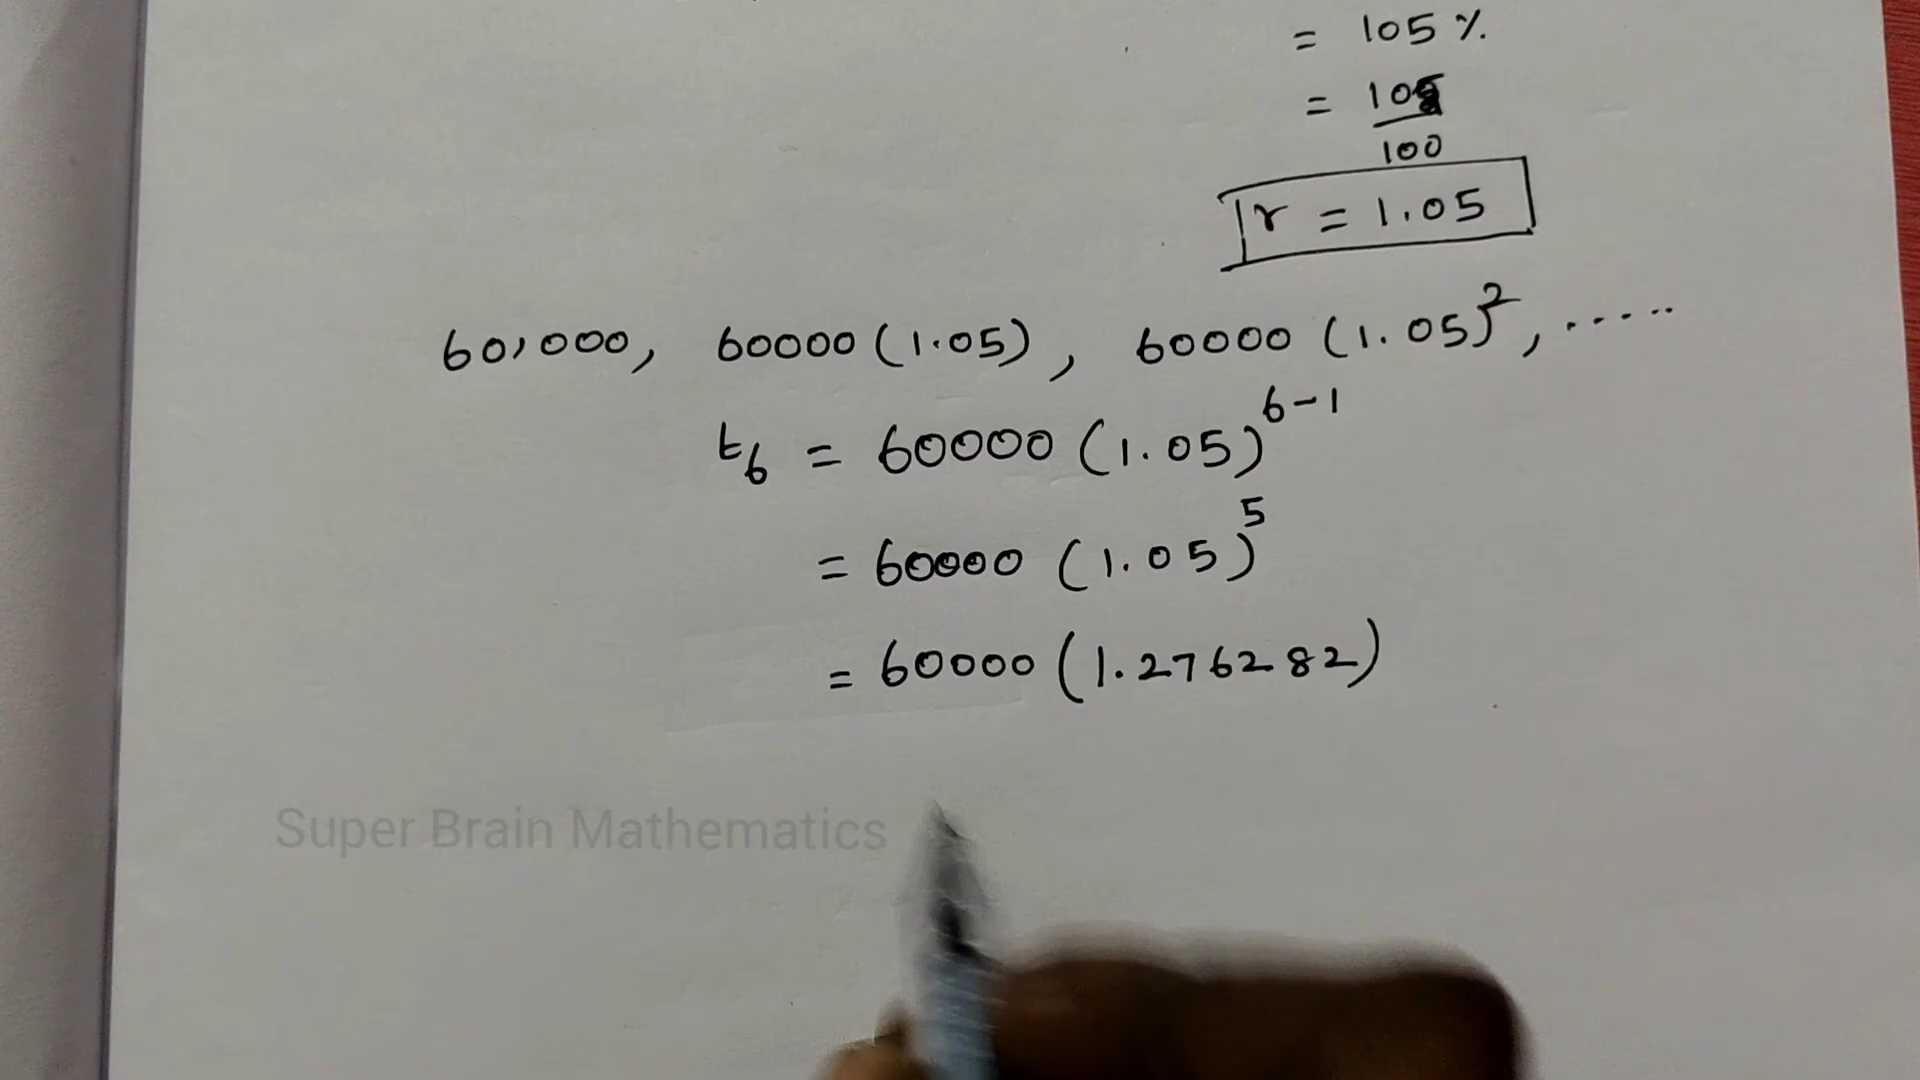 = 105 %
= 105
100
r = 1.05
60,000, 60000 (1.05), 60000 (1.05)², .....
t₆ = 60000 (1.05)⁶⁻¹
= 60000 (1.05)⁵
= 60000 (1.276282)
Super Brain Mathematics